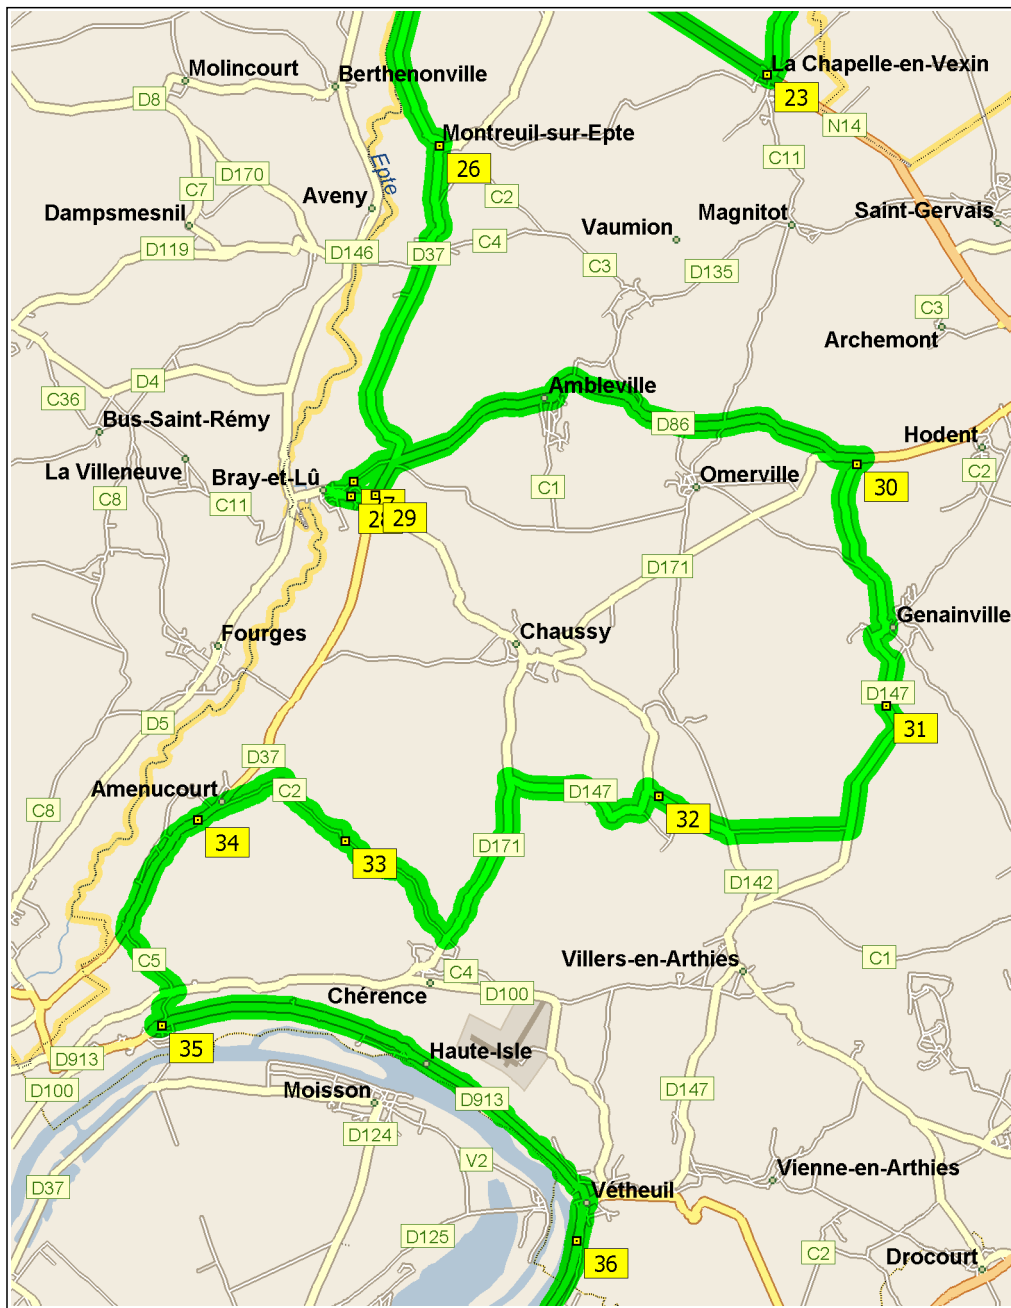 La Chapelle-en-Vexin
Molincourt
Berthenonville
D8
23
N14
Montreuil-sur-Epte
C11
26
Epte
D170
C7
C2
Aveny
Dampsmesnil
Vaumion
Magnitot
Saint-Gervais
D119
D146
D37
C4
C3
D135
C3
Archemont
D4
Ambleville
C36
Bus-Saint-Rémy
D86
Hodent
La Villeneuve
Bray-et-Lû
Omerville
C2
C8
C11
C1
30
28
29
D171
Genainville
Fourges
Chaussy
D147
D5
31
D37
Amenucourt
C2
D147
C8
34
32
33
D171
D142
C5
C4
Villers-en-Arthies
C1
Chérence
D100
35
D913
Haute-Isle
D100
Moisson
D913
D147
D124
V2
Vienne-en-Arthies
D37
Vétheuil
D125
C2
36
Drocourt